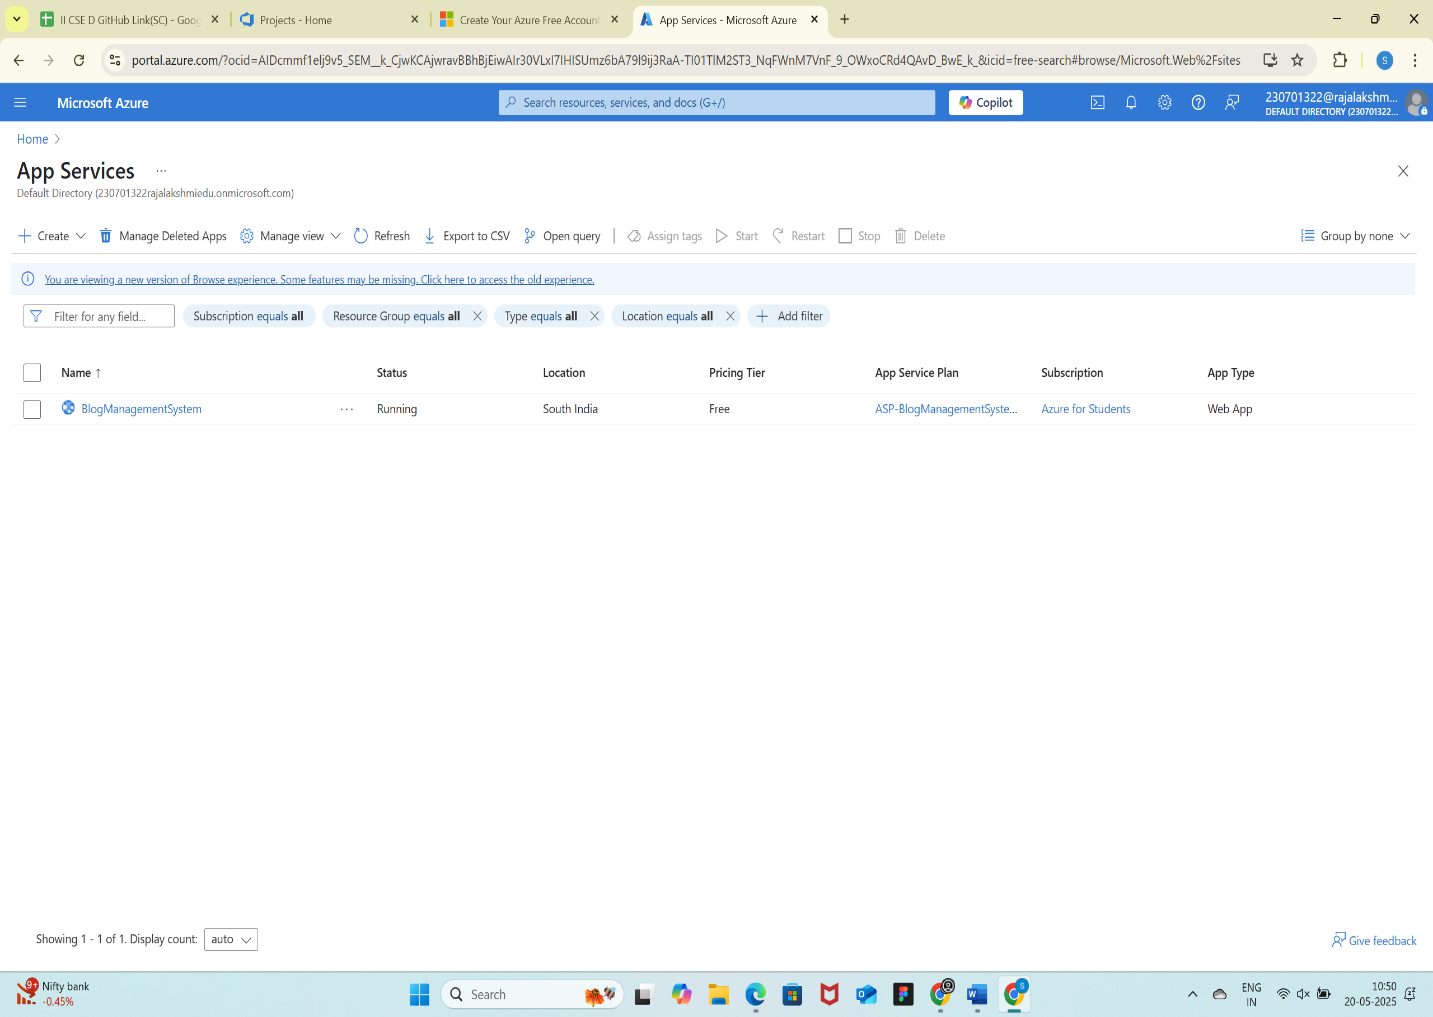 II CSE D GitHub Link(SC) - Goog
Projects - Home
Create Your Azure Free Account
App Services - Microsoft Azure
portal.azure.com/?ocid=AIDcmmf1elj9v5_SEM__k_CjwKCAjwravBBhBjEiwAIr30VLxI7IHISUmz6bA79l9ij3RaA-TI01TlM2ST3_NqFWnM7VnF_9_OWxoCRd4QAvD_BwE_k_&icid=free-search#browse/Microsoft.Web%2Fsites
S
Microsoft Azure
Search resources, services, and docs (G+/)
Copilot
230701322@rajalakshm...
DEFAULT DIRECTORY (230701322...
Home
App Services
...
Default Directory (230701322rajalakshmiedu.onmicrosoft.com)
Create
Manage Deleted Apps
Manage view
Refresh
Export to CSV
Open query
Assign tags
Start
Restart
Stop
Delete
Group by none
You are viewing a new version of Browse experience. Some features may be missing. Click here to access the old experience.
Filter for any field...
Subscription equals all
Resource Group equals all
Type equals all
Location equals all
Add filter
Name ↑
Status
Location
Pricing Tier
App Service Plan
Subscription
App Type
BlogManagementSystem
...
Running
South India
Free
ASP-BlogManagementSyste...
Azure for Students
Web App
Showing 1 - 1 of 1. Display count:
auto
Give feedback
9+
Nifty bank
-0.45%
Search
S
ENG
IN
10:50
20-05-2025